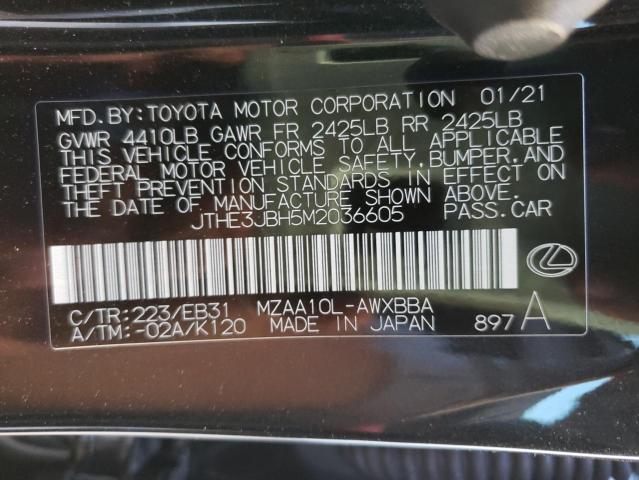 MFD.BY:TOYOTA MOTOR CORPORATION 01/21
GVWR 4410LB GAWR FR 2425LB RR 2425LB
THIS VEHICLE CONFORMS TO ALL APPLICABLE
FEDERAL MOTOR VEHICLE SAFETY,BUMPER,AND
THEFT PREVENTION STANDARDS IN EFFECT ON
THE DATE OF MANUFACTURE SHOWN ABOVE.
JTHE3JBH5M2036605 PASS.CAR
C/TR:223/EB31 MZAA10L-AWXBBA
A/TM:-02A/K120 MADE IN JAPAN 897 A